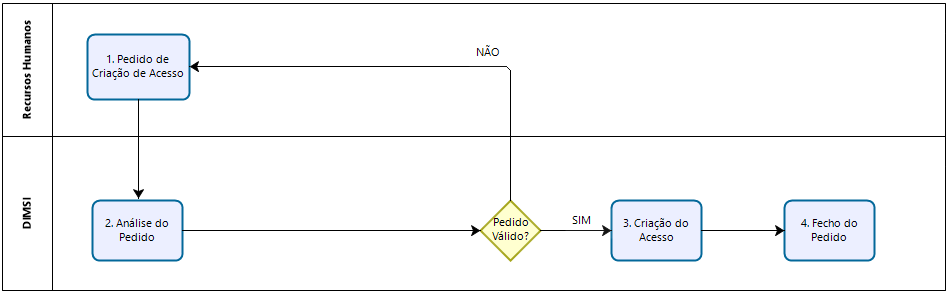 Recursos Humanos
1. Pedido de
Criação de Acesso
NÃO
DIMSI
2. Análise do
Pedido
Pedido
Válido?
SIM
3. Criação do
Acesso
4. Fecho do
Pedido